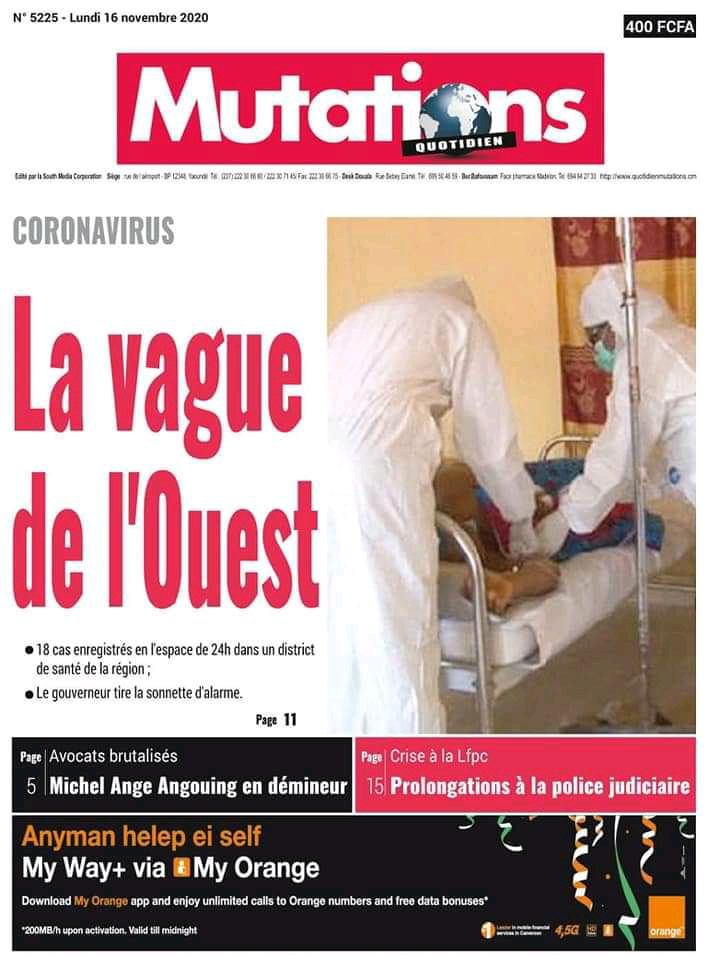 N° 5225 - Lundi 16 novembre 2020
400 FCFA
Mutations
QUOTIDIEN
Edité par la South Media Corporation Siège : rue de l'aéroport - BP 12348, Yaoundé Tél. : (237) 222 30 66 80 / 222 30 71 45/ Fax: 222 30 66 75 - Desk Douala : Rue Bebey Elamé. Tél : 695 50 46 59 - Bur.Bafoussam : Face pharmacie Madelon. Te: 694 64 27 33 http://www.quotidienmutations.cm
CORONAVIRUS
La vague
de l'Ouest
● 18 cas enregistrés en l'espace de 24h dans un district
de santé de la région ;
● Le gouverneur tire la sonnette d'alarme.
Page 11
Page Avocats brutalisés
5 Michel Ange Angouing en démineur
Page Crise à la Lfpc
15 Prolongations à la police judiciaire
Anyman helep ei self
My Way+ via My Orange
Download My Orange app and enjoy unlimited calls to Orange numbers and free data bonuses*
*200MB/h upon activation. Valid till midnight
1 Leader in mobile financial
services in Cameroon
4,5G
HD
orange